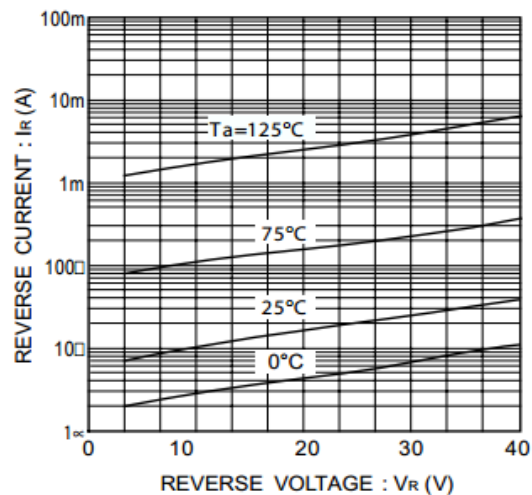 100m
10m
1m
100□
10□
1∝
Ta=125°C
75°C
25°C
0°C
0 10 20 30 40
REVERSE CURRENT : IR (A)
REVERSE VOLTAGE : VR (V)